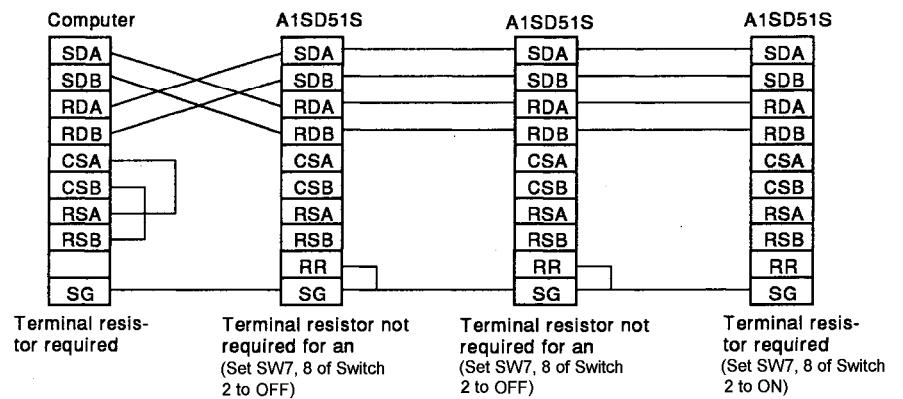 Computer A1SD51S A1SD51S A1SD51S
SDA SDA SDA SDA
SDB SDB SDB SDB
RDA RDA RDA RDA
RDB RDB RDB RDB
CSA CSA CSA CSA
CSB CSB CSB CSB
RSA RSA RSA RSA
RSB RSB RSB RSB
RR RR RR
SG SG SG SG
Terminal resis-
tor required
Terminal resistor not
required for an
(Set SW7, 8 of Switch
2 to OFF)
Terminal resistor not
required for an
(Set SW7, 8 of Switch
2 to OFF)
Terminal resis-
tor required
(Set SW7, 8 of Switch
2 to ON)